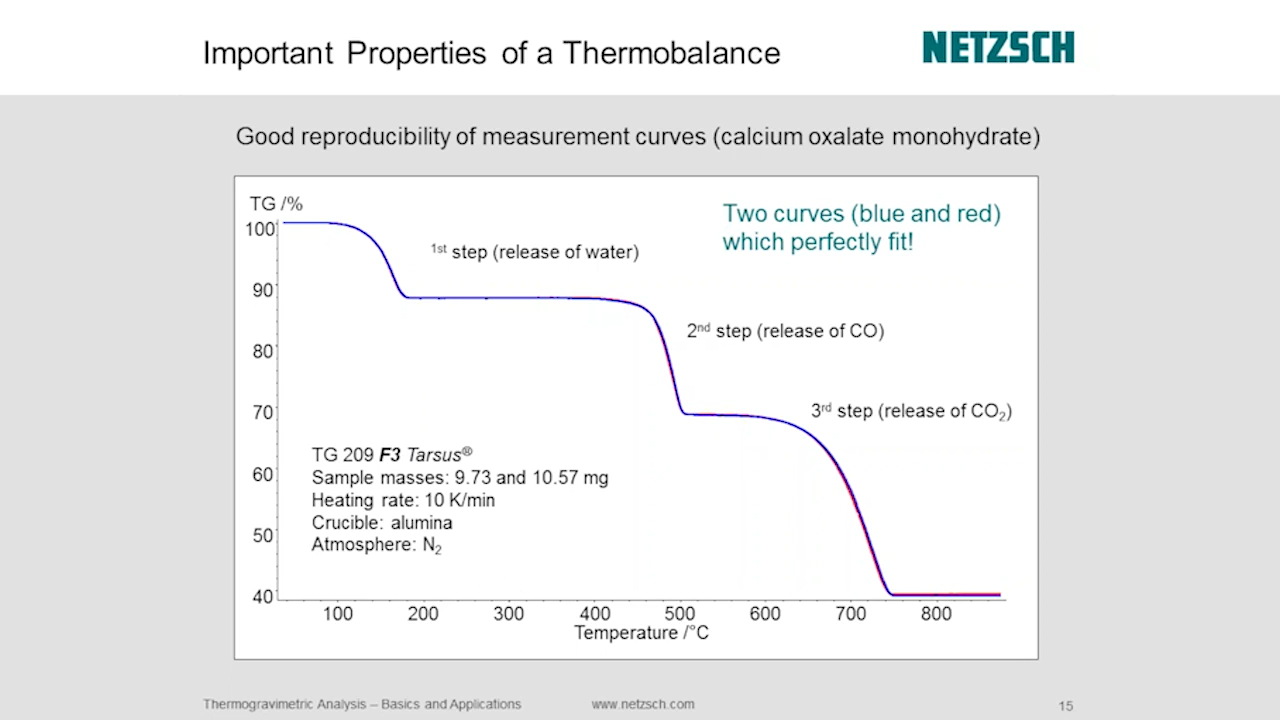 Important Properties of a Thermobalance
NETZSCH
Good reproducibility of measurement curves (calcium oxalate monohydrate)
TG /%
Two curves (blue and red)
which perfectly fit!
100
1st step (release of water)
90
2nd step (release of CO)
80
70
3rd step (release of CO2)
60
50
40
TG 209 F3 Tarsus®
Sample masses: 9.73 and 10.57 mg
Heating rate: 10 K/min
Crucible: alumina
Atmosphere: N2
100 200 300 400 500 600 700 800
Temperature /°C
Thermogravimetric Analysis – Basics and Applications
www.netzsch.com
15